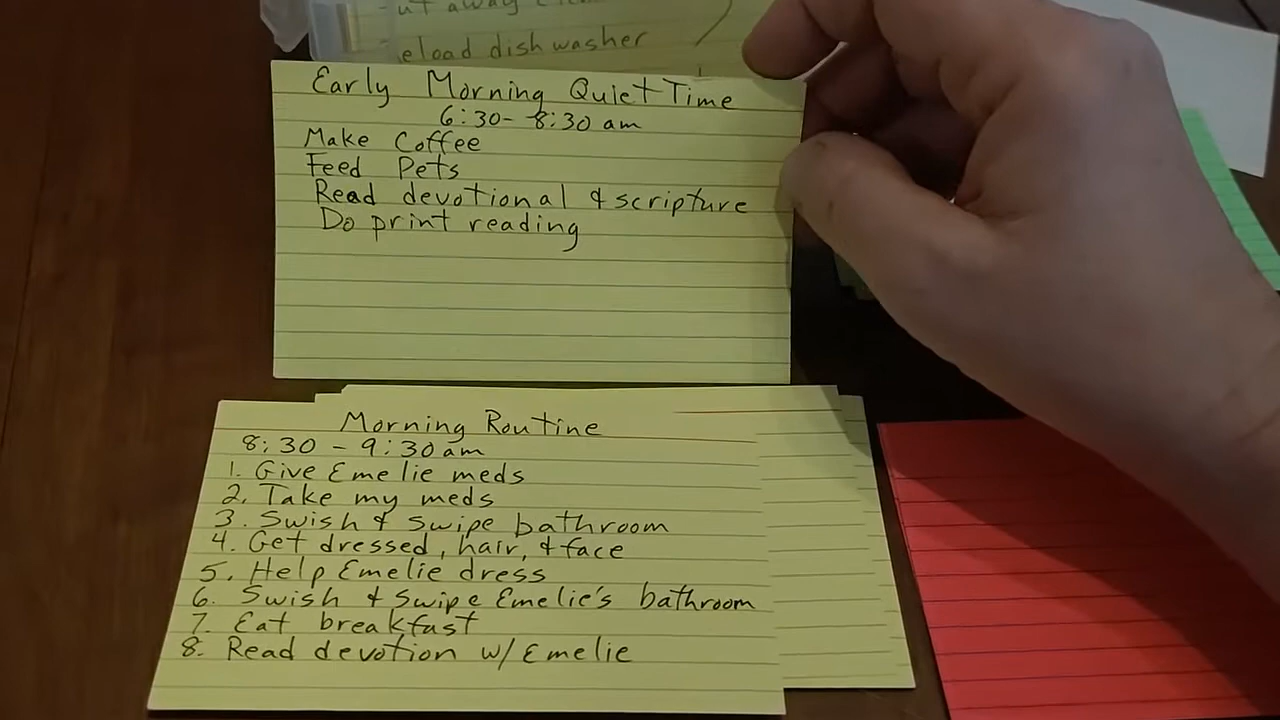 away
eload dishwasher
Early Morning Quiet Time
6:30- 8:30 am
Make Coffee
Feed Pets
Read devotional & scripture
Do print reading
Morning Routine
8:30 - 9:30 am
1. Give Emelie meds
2. Take my meds
3. Swish & Swipe bathroom
4. Get dressed, hair, & face
5. Help Emelie dress
6. Swish & Swipe Emelie's bathroom
7. Eat breakfast
8. Read devotion w/ Emelie